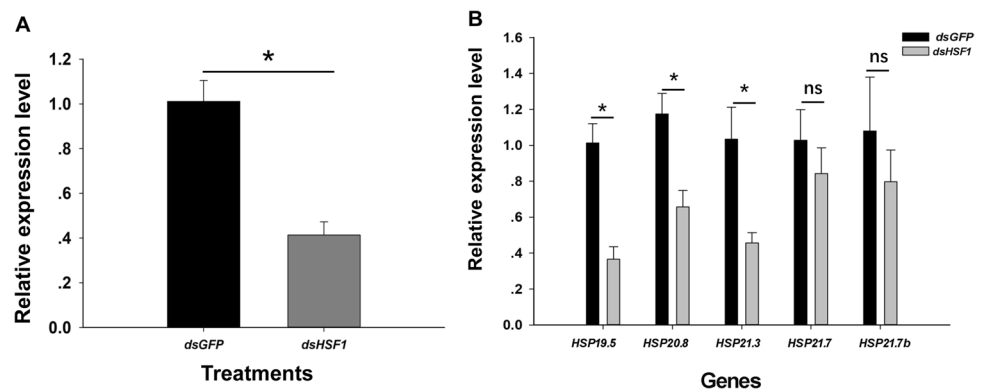 A
Relative expression level
1.2
1.0
.8
.6
.4
.2
0.0
*
dsGFP
dsHSF1
Treatments
B
Relative expression level
1.6
1.4
1.2
1.0
.8
.6
.4
.2
0.0
dsGFP
dsHSF1
* * * ns ns
HSP19.5 HSP20.8 HSP21.3 HSP21.7 HSP21.7b
Genes